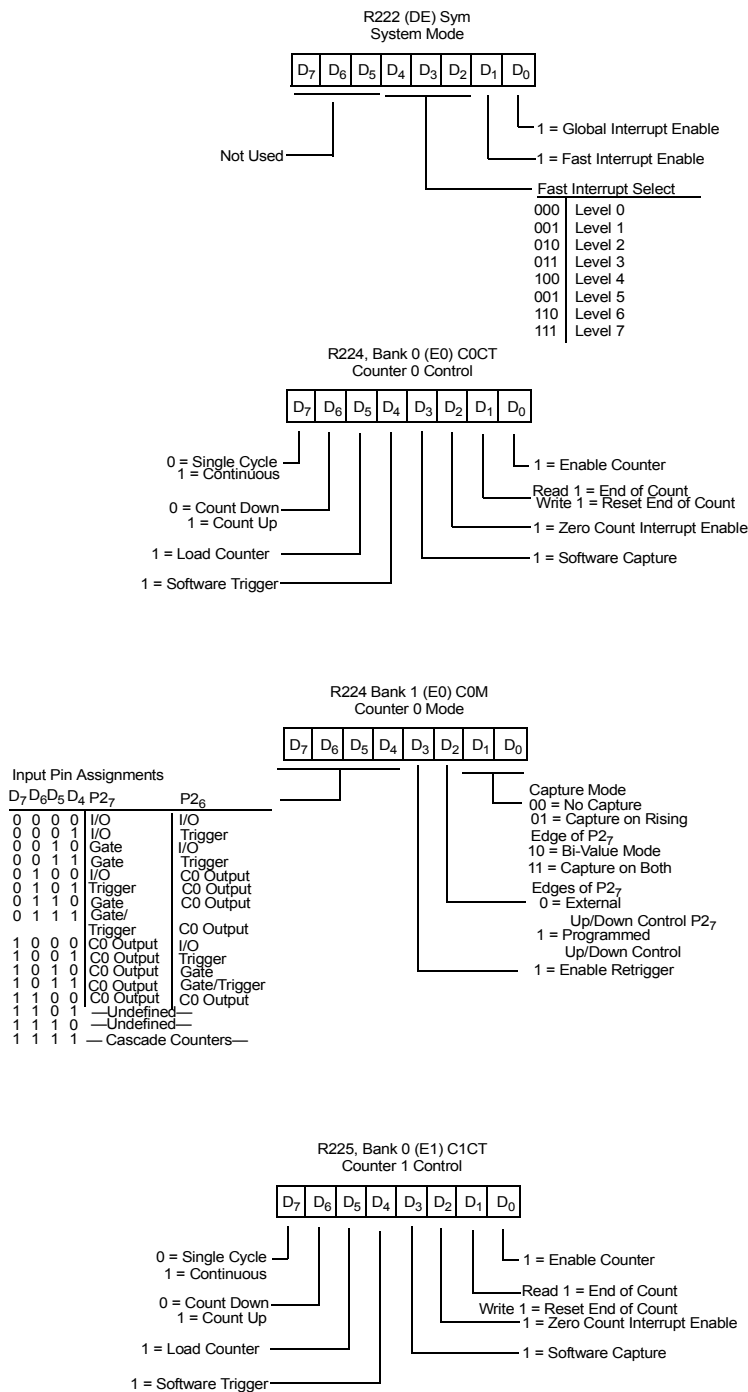 R222 (DE) Sym
System Mode
D7 D6 D5 D4 D3 D2 D1 D0
1 = Global Interrupt Enable
Not Used
1 = Fast Interrupt Enable
Fast Interrupt Select
000 Level 0
001 Level 1
010 Level 2
011 Level 3
100 Level 4
001 Level 5
110 Level 6
111 Level 7
R224, Bank 0 (E0) C0CT
Counter 0 Control
D7 D6 D5 D4 D3 D2 D1 D0
0 = Single Cycle
1 = Continuous
1 = Enable Counter
Read 1 = End of Count
Write 1 = Reset End of Count
0 = Count Down
1 = Count Up
1 = Zero Count Interrupt Enable
1 = Load Counter
1 = Software Capture
1 = Software Trigger
R224 Bank 1 (E0) C0M
Counter 0 Mode
D7 D6 D5 D4 D3 D2 D1 D0
Input Pin Assignments
D7 D6 D5 D4 P27 P26
0 0 0 0 I/O I/O
0 0 0 1 I/O Trigger
0 0 1 0 Gate I/O
0 0 1 1 Gate Trigger
0 1 0 0 I/O C0 Output
0 1 0 1 Trigger C0 Output
0 1 1 0 Gate C0 Output
0 1 1 1 Gate/
Trigger C0 Output
1 0 0 0 C0 Output I/O
1 0 0 1 C0 Output Trigger
1 0 1 0 C0 Output Gate
1 0 1 1 C0 Output Gate/Trigger
1 1 0 0 C0 Output C0 Output
1 1 0 1 —Undefined—
1 1 1 0 —Undefined—
1 1 1 1 — Cascade Counters—
Capture Mode
00 = No Capture
01 = Capture on Rising
Edge of P27
10 = Bi-Value Mode
11 = Capture on Both
Edges of P27
0 = External
Up/Down Control P27
1 = Programmed
Up/Down Control
1 = Enable Retrigger
R225, Bank 0 (E1) C1CT
Counter 1 Control
D7 D6 D5 D4 D3 D2 D1 D0
0 = Single Cycle
1 = Continuous
1 = Enable Counter
Read 1 = End of Count
Write 1 = Reset End of Count
0 = Count Down
1 = Count Up
1 = Zero Count Interrupt Enable
1 = Load Counter
1 = Software Capture
1 = Software Trigger